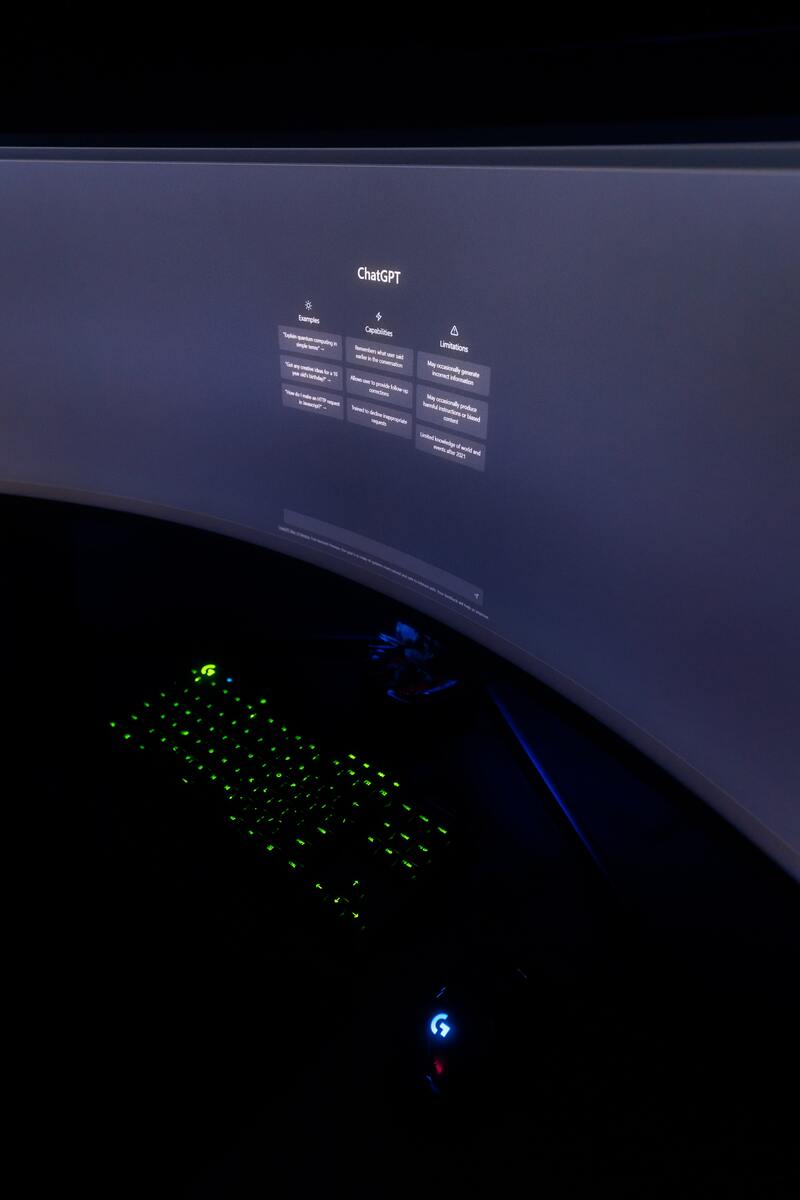 ChatGPT
Examples
"Explain quantum computing in
simple terms" →
"Got any creative ideas for a 10
year old's birthday?" →
"How do I make an HTTP request
in Javascript?" →
Capabilities
Remembers what user said
earlier in the conversation
Allows user to provide follow-up
corrections
Trained to decline inappropriate
requests
Limitations
May occasionally generate
incorrect information
May occasionally produce
harmful instructions or biased
content
Limited knowledge of world and
events after 2021